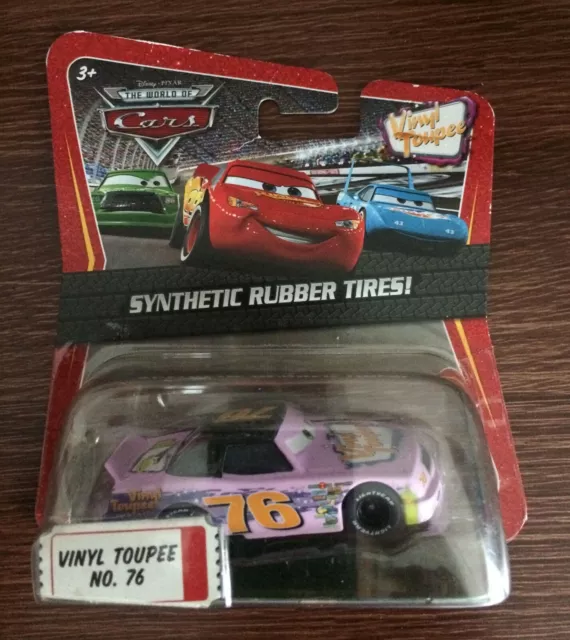 3+
Disney · PIXAR
THE WORLD OF
Cars
Vinyl
Toupee
SYNTHETIC RUBBER TIRES!
Vinyl
Toupee
76
LIGHTYEAR
VINYL TOUPEE
NO. 76